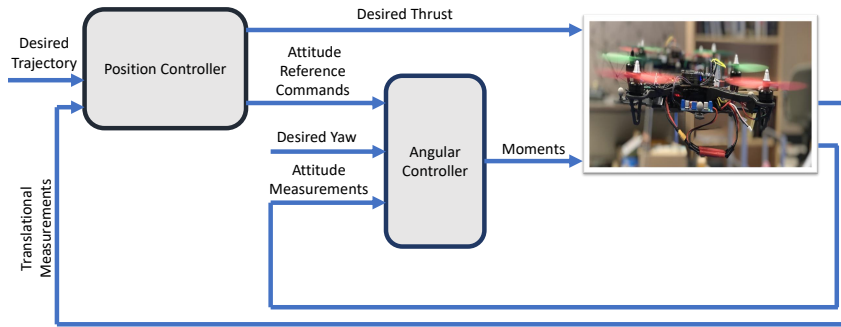 Desired Thrust
Desired
Trajectory
Position Controller
Attitude
Reference
Commands
Desired Yaw
Attitude
Measurements
Angular
Controller
Moments
Translational
Measurements